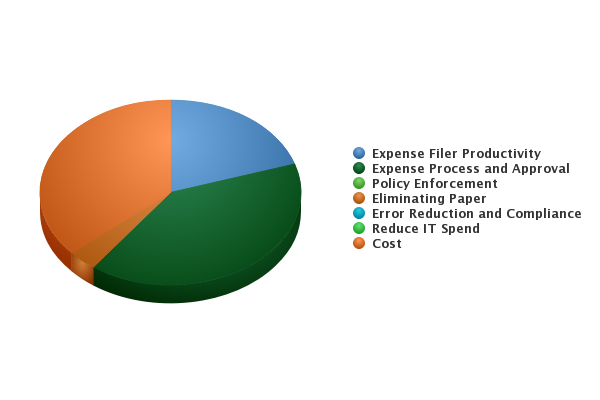 Expense Filer Productivity
Expense Process and Approval
Policy Enforcement
Eliminating Paper
Error Reduction and Compliance
Reduce IT Spend
Cost